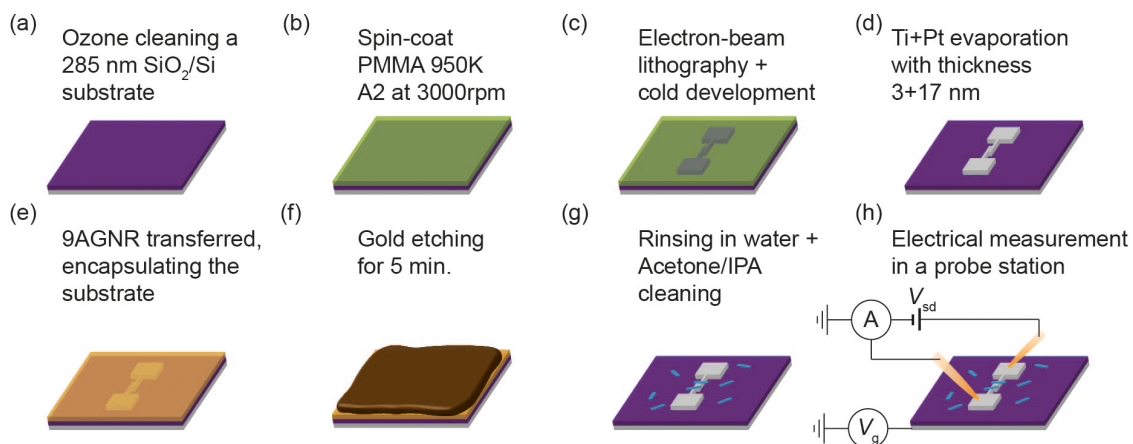 (a)
Ozone cleaning a
285 nm SiO₂/Si
substrate
(b)
Spin-coat
PMMA 950K
A2 at 3000rpm
(c)
Electron-beam
lithography +
cold development
(d)
Ti+Pt evaporation
with thickness
3+17 nm
(e)
9AGNR transferred,
encapsulating the
substrate
(f)
Gold etching
for 5 min.
(g)
Rinsing in water +
Acetone/IPA
cleaning
(h)
Electrical measurement
in a probe station
V_sd
A
V_g